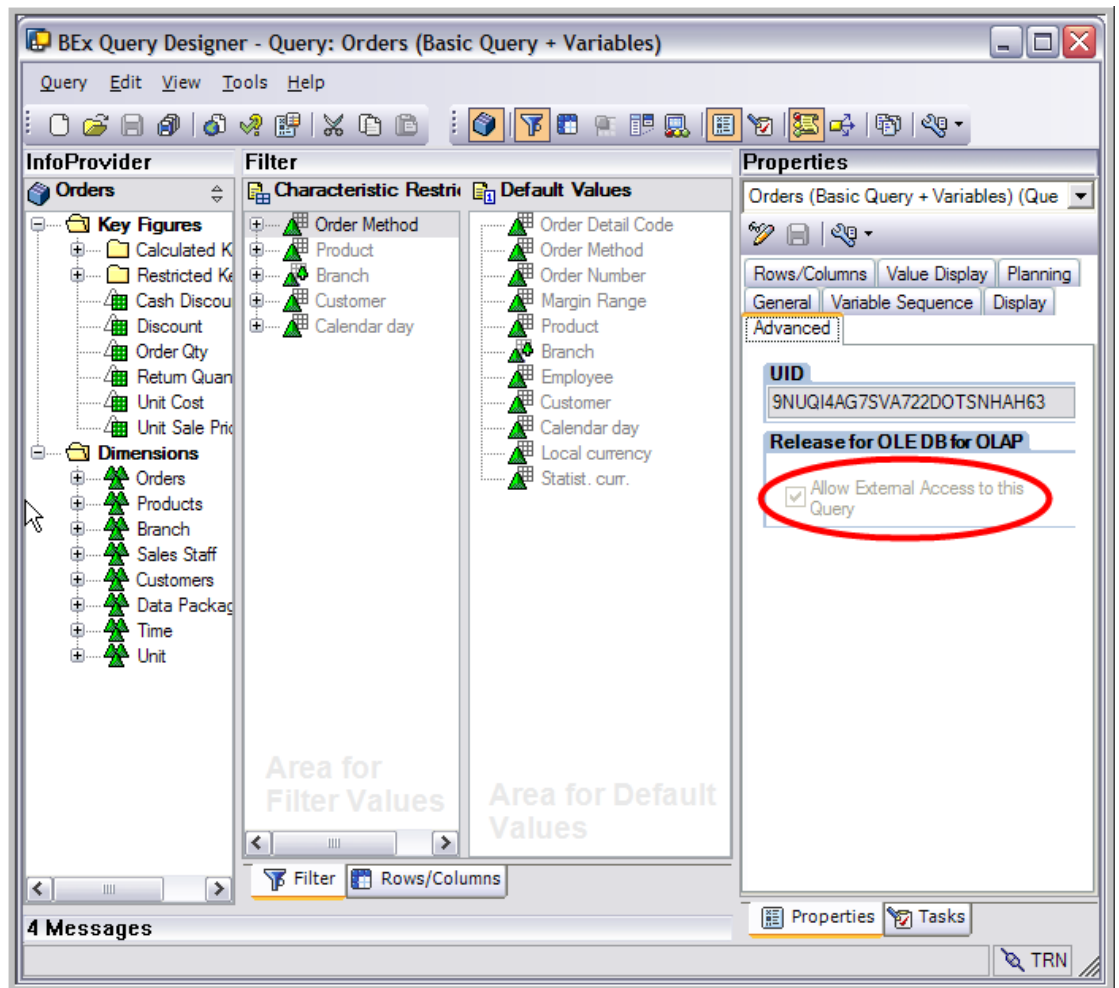 BEx Query Designer - Query: Orders (Basic Query + Variables)
Query Edit View Tools Help
InfoProvider
Orders
Key Figures
Calculated K
Restricted Ke
Cash Discou
Discount
Order Qty
Return Quan
Unit Cost
Unit Sale Pric
Dimensions
Orders
Products
Branch
Sales Staff
Customers
Data Packag
Time
Unit
Filter
Characteristic Restri
Order Method
Product
Branch
Customer
Calendar day
Area for
Filter Values
Default Values
Order Detail Code
Order Method
Order Number
Margin Range
Product
Branch
Employee
Customer
Calendar day
Local currency
Statist. curr.
Area for Default
Values
Filter Rows/Columns
Properties
Orders (Basic Query + Variables) (Que
Rows/Columns Value Display Planning
General Variable Sequence Display
Advanced
UID
9NUQI4AG7SVA722DOTSNHAH63
Release for OLE DB for OLAP
Allow External Access to this
Query
Properties Tasks
4 Messages
TRN